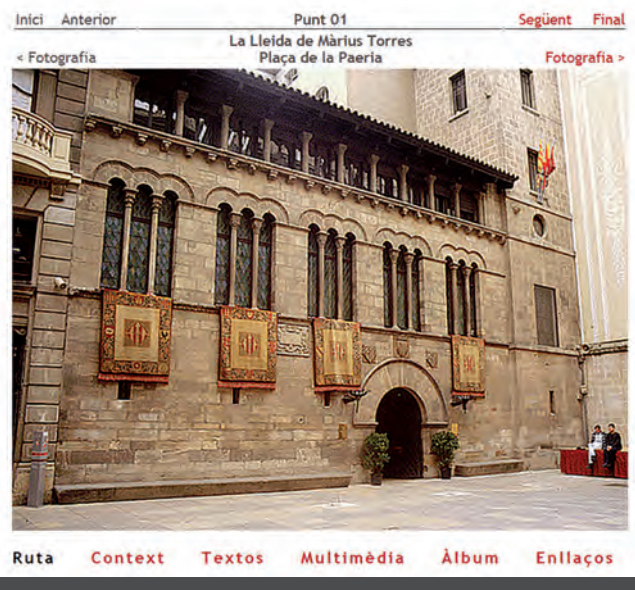 Inici Anterior Punt 01 Següent Final
La Lleida de Màrius Torres
< Fotografia Plaça de la Paeria Fotografia >
Ruta Context Textos Multimèdia Àlbum Enllaços